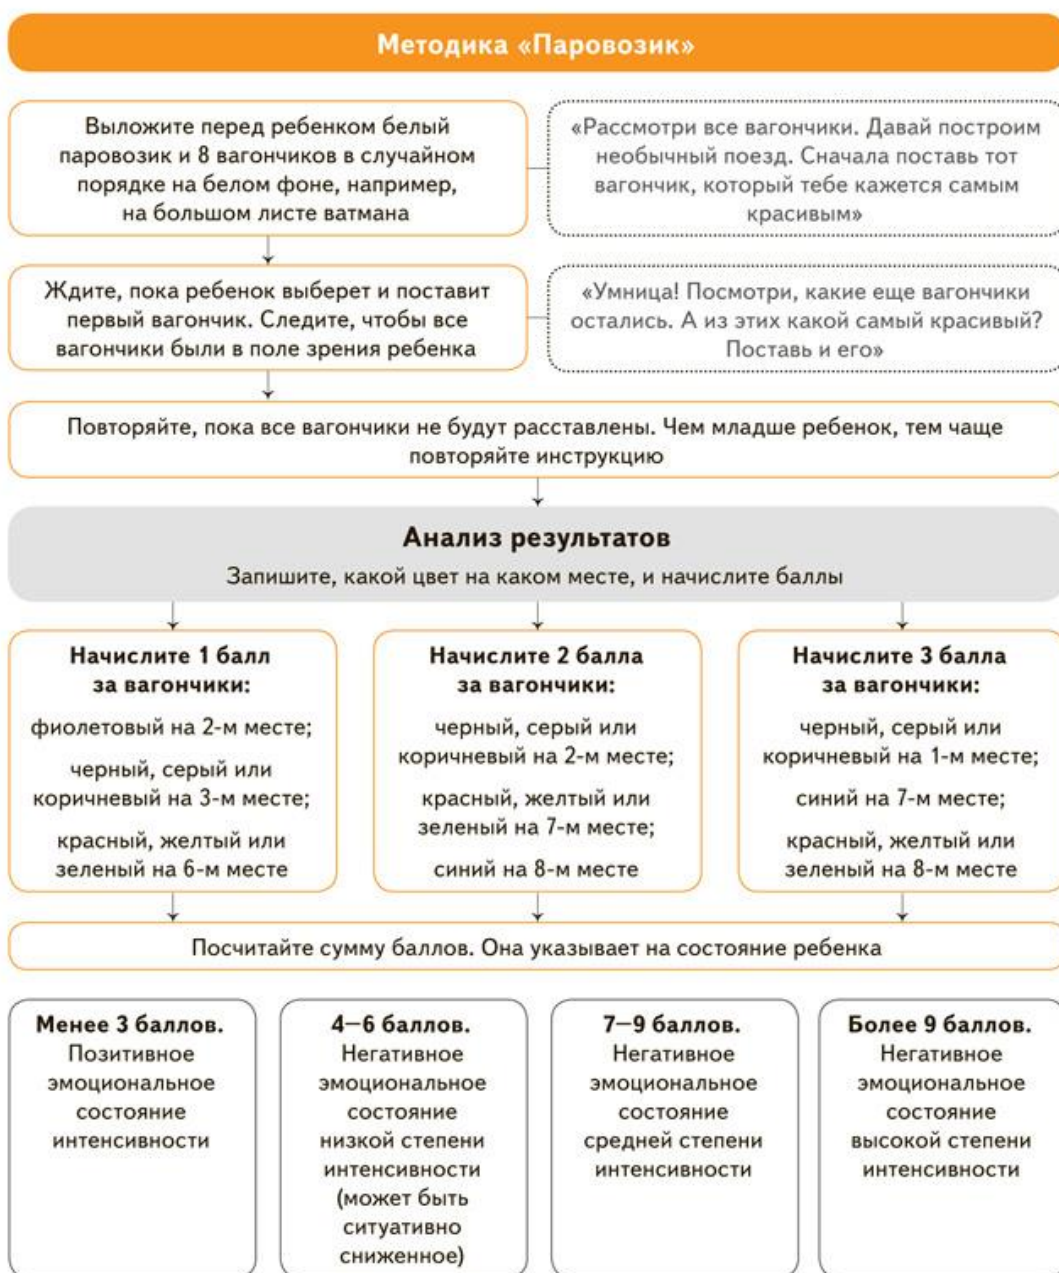 Методика «Паровозик»
Выложите перед ребенком белый
паровозик и 8 вагончиков в случайном
порядке на белом фоне, например,
на большом листе ватмана
«Рассмотри все вагончики. Давай построим
необычный поезд. Сначала поставь тот
вагончик, который тебе кажется самым
красивым»
Ждите, пока ребенок выберет и поставит
первый вагончик. Следите, чтобы все
вагончики были в поле зрения ребенка
«Умница! Посмотри, какие еще вагончики
остались. А из этих какой самый красивый?
Поставь и его»
Повторяйте, пока все вагончики не будут расставлены. Чем младше ребенок, тем чаще
повторяйте инструкцию
Анализ результатов
Запишите, какой цвет на каком месте, и начислите баллы
Начислите 1 балл
за вагончики:
фиолетовый на 2-м месте;
черный, серый или
коричневый на 3-м месте;
красный, желтый или
зеленый на 6-м месте
Начислите 2 балла
за вагончики:
черный, серый или
коричневый на 2-м месте;
красный, желтый или
зеленый на 7-м месте;
синий на 8-м месте
Начислите 3 балла
за вагончики:
черный, серый или
коричневый на 1-м месте;
синий на 7-м месте;
красный, желтый или
зеленый на 8-м месте
Посчитайте сумму баллов. Она указывает на состояние ребенка
Менее 3 баллов.
Позитивное
эмоциональное
состояние
интенсивности
4—6 баллов.
Негативное
эмоциональное
состояние
низкой степени
интенсивности
(может быть
ситуативно
сниженное)
7—9 баллов.
Негативное
эмоциональное
состояние
средней степени
интенсивности
Более 9 баллов.
Негативное
эмоциональное
состояние
высокой степени
интенсивности